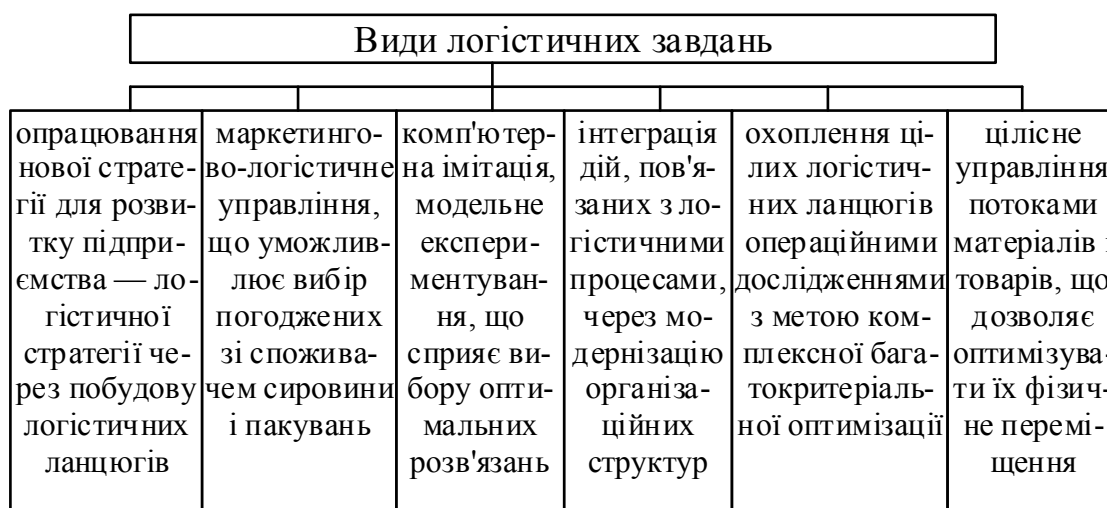 Види логістичних завдань
опрацювання
нової страте-
гії для розви-
тку підпри-
ємства — ло-
гістичної
стратегії че-
рез побудову
логістичних
ланцюгів
маркетинго-
во-логістичне
управління,
що уможлив-
лює вибір
погоджених
зі спожива-
чем сировини
і пакувань
комп'ютер-
на імітація,
модельне
експери-
ментуван-
ня, що
сприяє ви-
бору опти-
мальних
розв'язань
інтеграція
дій, пов'я-
заних з ло-
гістичними
процесами,
через мо-
дернізацію
організа-
ційних
структур
охоплення ці-
лих логістич-
них ланцюгів
операційними
дослідженнями
з метою ком-
плексної бага-
токритеріаль-
ної оптимізації
цілісне
управління
потоками
матеріалів і
товарів, що
дозволяє
оптимізува-
ти їх фізич-
не перемі-
щення